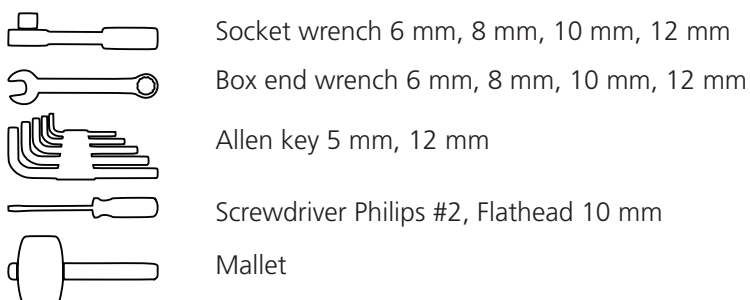 Socket wrench 6 mm, 8 mm, 10 mm, 12 mm
Box end wrench 6 mm, 8 mm, 10 mm, 12 mm
Allen key 5 mm, 12 mm
Screwdriver Philips #2, Flathead 10 mm
Mallet